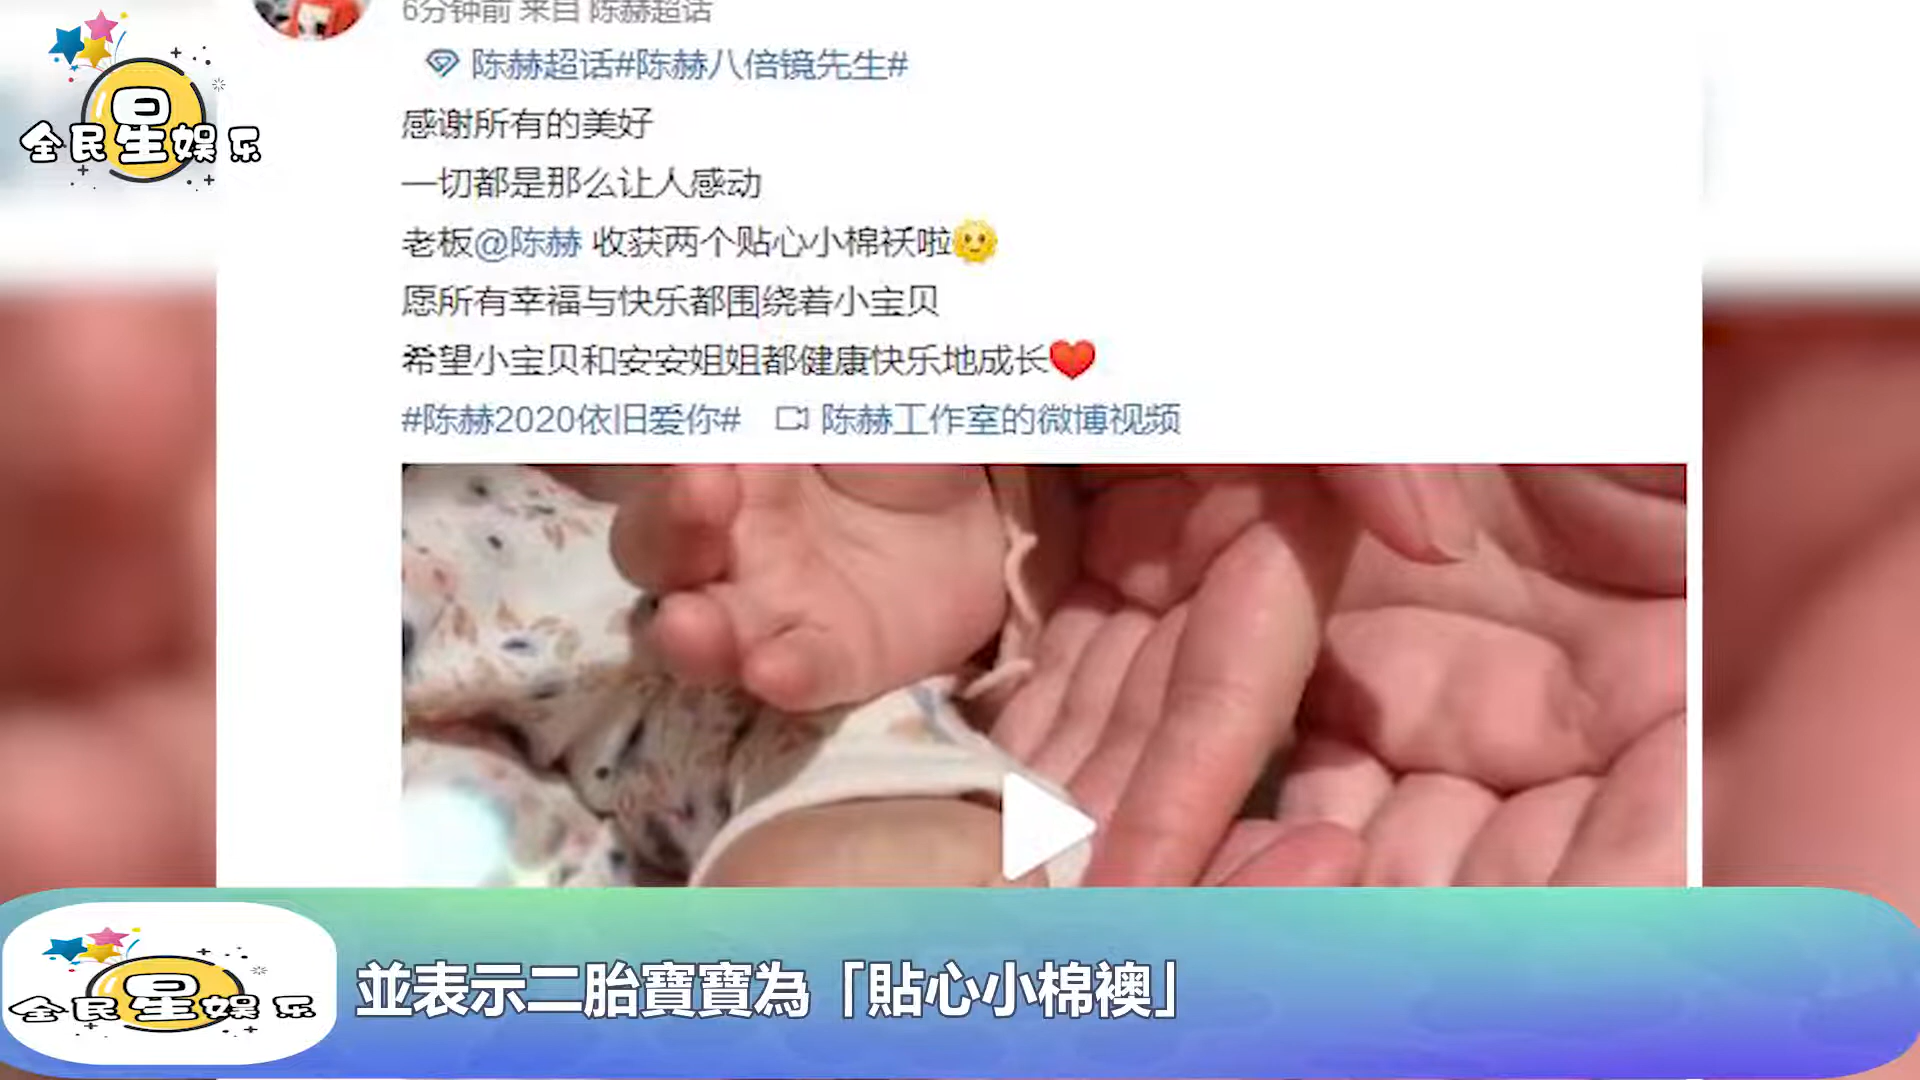 6分钟前 来自 陈赫超话
陈赫超话#陈赫八倍镜先生#
感谢所有的美好
一切都是那么让人感动
老板@陈赫 收获两个贴心小棉袄啦
愿所有幸福与快乐都围绕着小宝贝
希望小宝贝和安安姐姐都健康快乐地成长
#陈赫2020依旧爱你# 陈赫工作室的微博视频
全民星娱乐
全民星娱乐
並表示二胎寶寶為「貼心小棉襖」